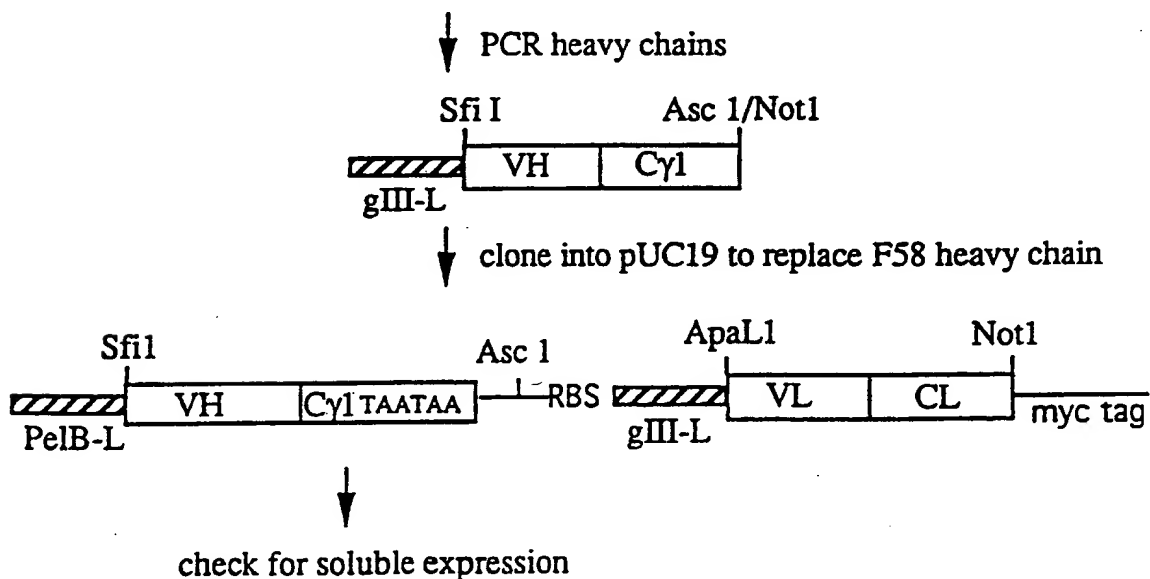 PCR heavy chains
Sfi I Asc 1/Not1
VH Cγ1
gIII-L
clone into pUC19 to replace F58 heavy chain
Sfi1 Asc 1 ApaL1 Not1
VH Cγ1 TAATAA RBS VL CL
PelB-L gIII-L myc tag
check for soluble expression